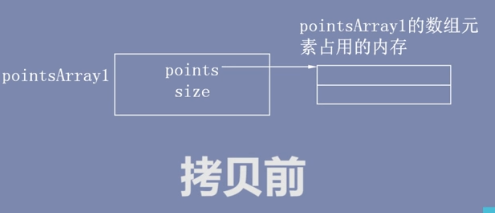 pointsArray1的数组元
素占用的内存
pointsArray1
points
size
拷贝前